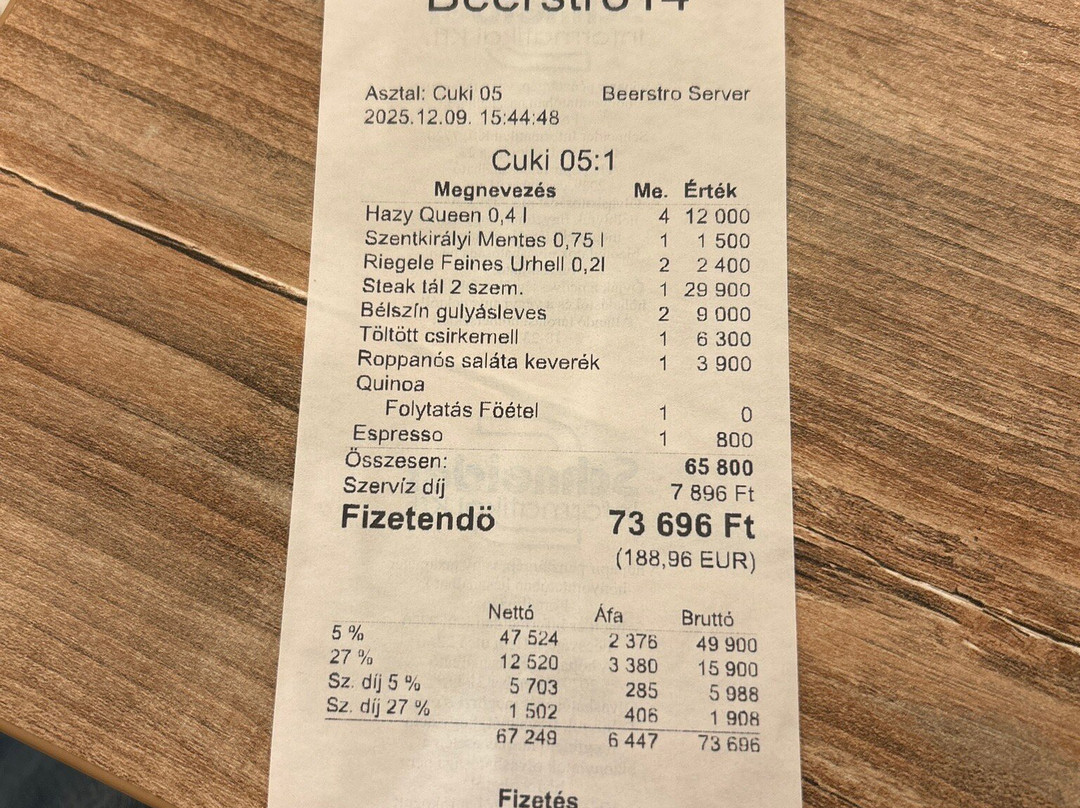 Beerstro14
Asztal: Cuki 05 Beerstro Server
2025.12.09. 15:44:48
Cuki 05:1
Megnevezés Me. Érték
Hazy Queen 0,4 l 4 12 000
Szentkirályi Mentes 0,75 l 1 1 500
Riegele Feines Urhell 0,2l 2 2 400
Steak tál 2 szem. 1 29 900
Bélszín gulyásleves 2 9 000
Töltött csirkemell 1 6 300
Roppanós saláta keverék 1 3 900
Quinoa
Folytatás Föétel 1 0
Espresso 1 800
Összesen: 65 800
Szervíz díj 7 896 Ft
Fizetendö 73 696 Ft
(188,96 EUR)
Nettó Áfa Bruttó
5 % 47 524 2 376 49 900
27 % 12 520 3 380 15 900
Sz. díj 5 % 5 703 285 5 988
Sz. díj 27 % 1 502 406 1 908
67 249 6 447 73 696
Fizetés